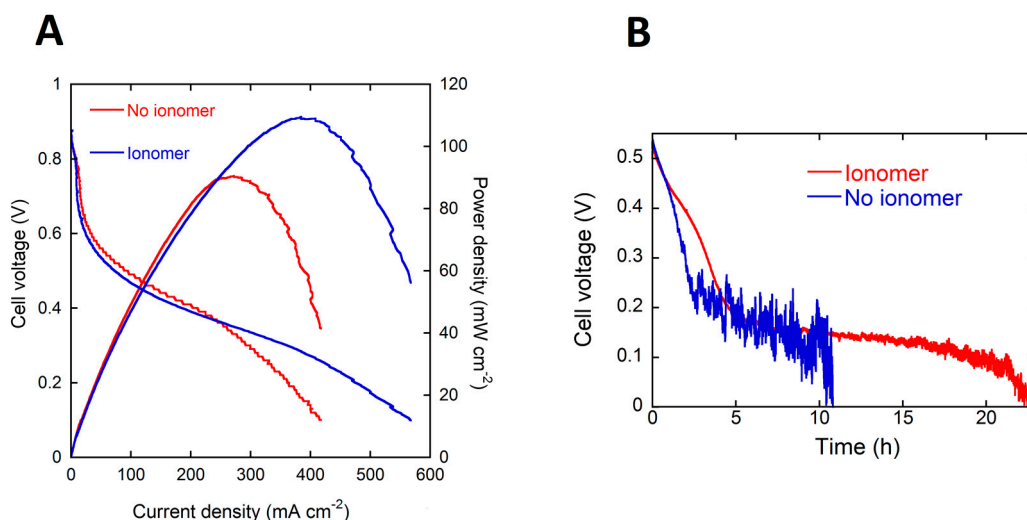 A
Cell voltage (V)
1
0.8
0.6
0.4
0.2
0
No ionomer
Ionomer
120
100
80
60
40
20
0
Power density (mW cm⁻²)
0 100 200 300 400 500 600
Current density (mA cm⁻²)
B
Cell voltage (V)
0.5
0.4
0.3
0.2
0.1
0
Ionomer
No ionomer
0 5 10 15 20
Time (h)